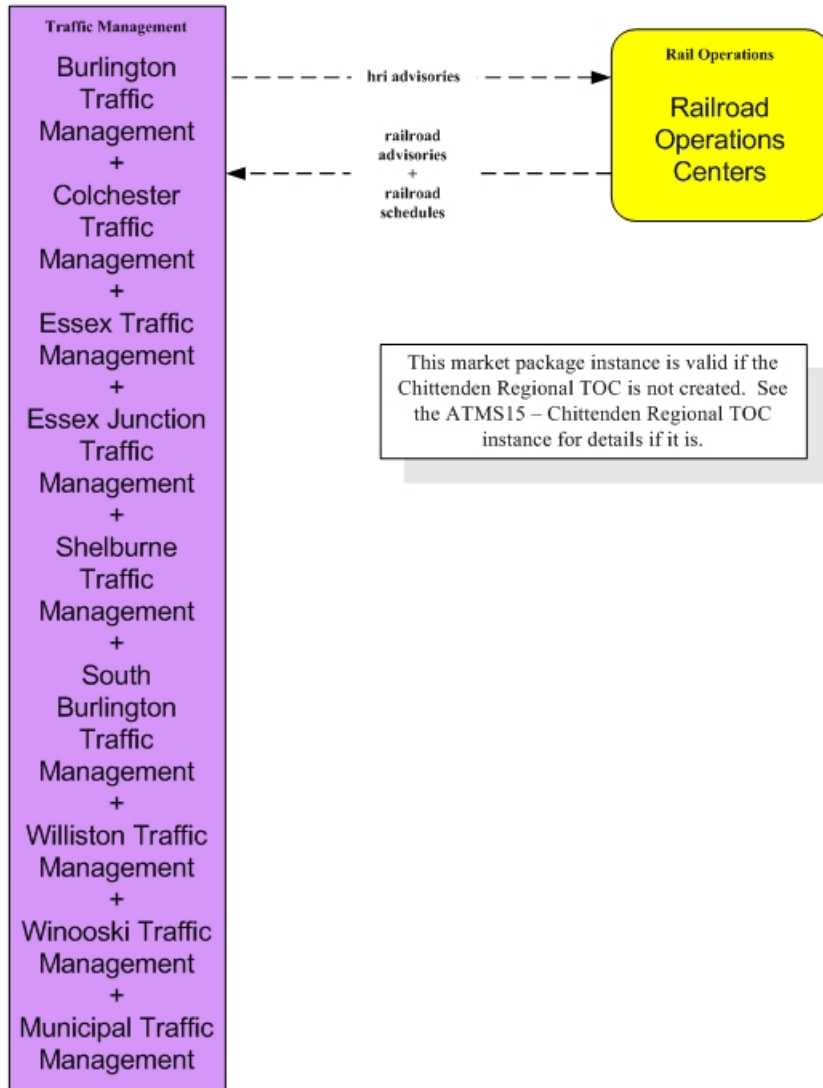 Traffic Management
Burlington
Traffic
Management
+
Colchester
Traffic
Management
+
Essex Traffic
Management
+
Essex Junction
Traffic
Management
+
Shelburne
Traffic
Management
+
South
Burlington
Traffic
Management
+
Williston Traffic
Management
+
Winooski Traffic
Management
+
Municipal Traffic
Management
hri advisories
railroad
advisories
+
railroad
schedules
Rail Operations
Railroad
Operations
Centers
This market package instance is valid if the
Chittenden Regional TOC is not created. See
the ATMS15 – Chittenden Regional TOC
instance for details if it is.